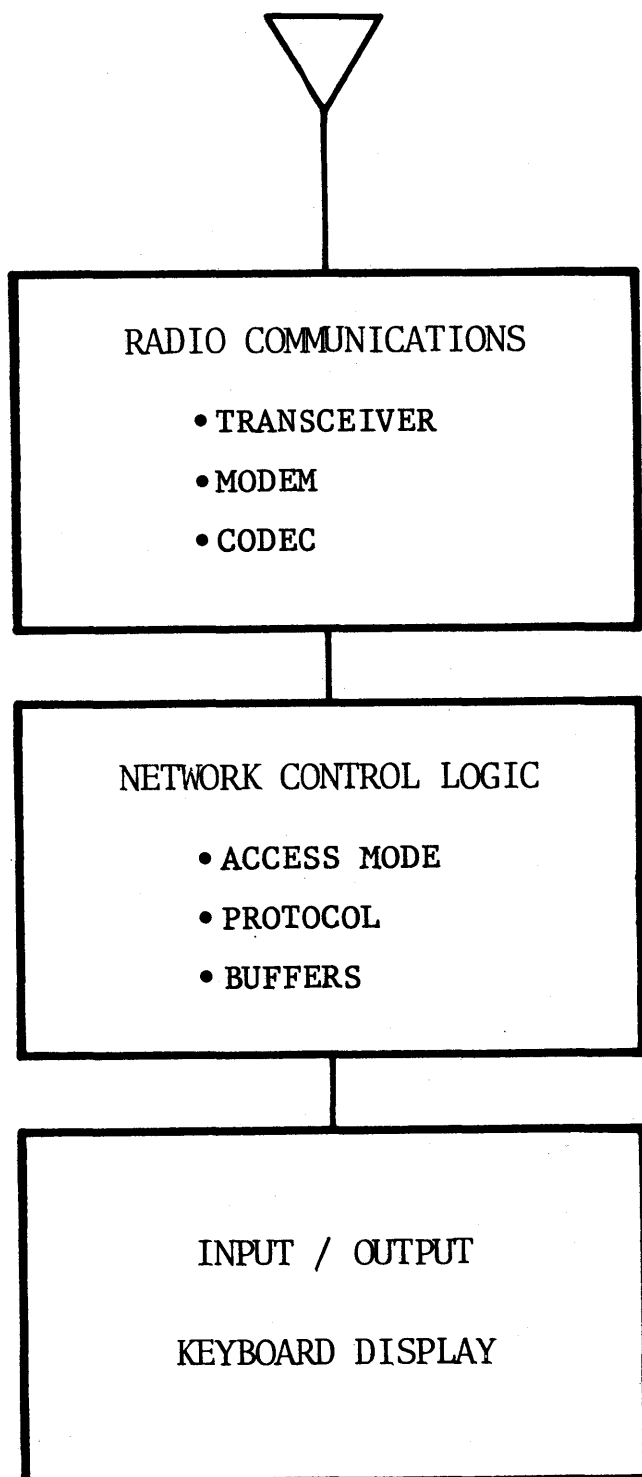 RADIO COMMUNICATIONS
• TRANSCEIVER
• MODEM
• CODEC
NETWORK CONTROL LOGIC
• ACCESS MODE
• PROTOCOL
• BUFFERS
INPUT / OUTPUT
KEYBOARD DISPLAY